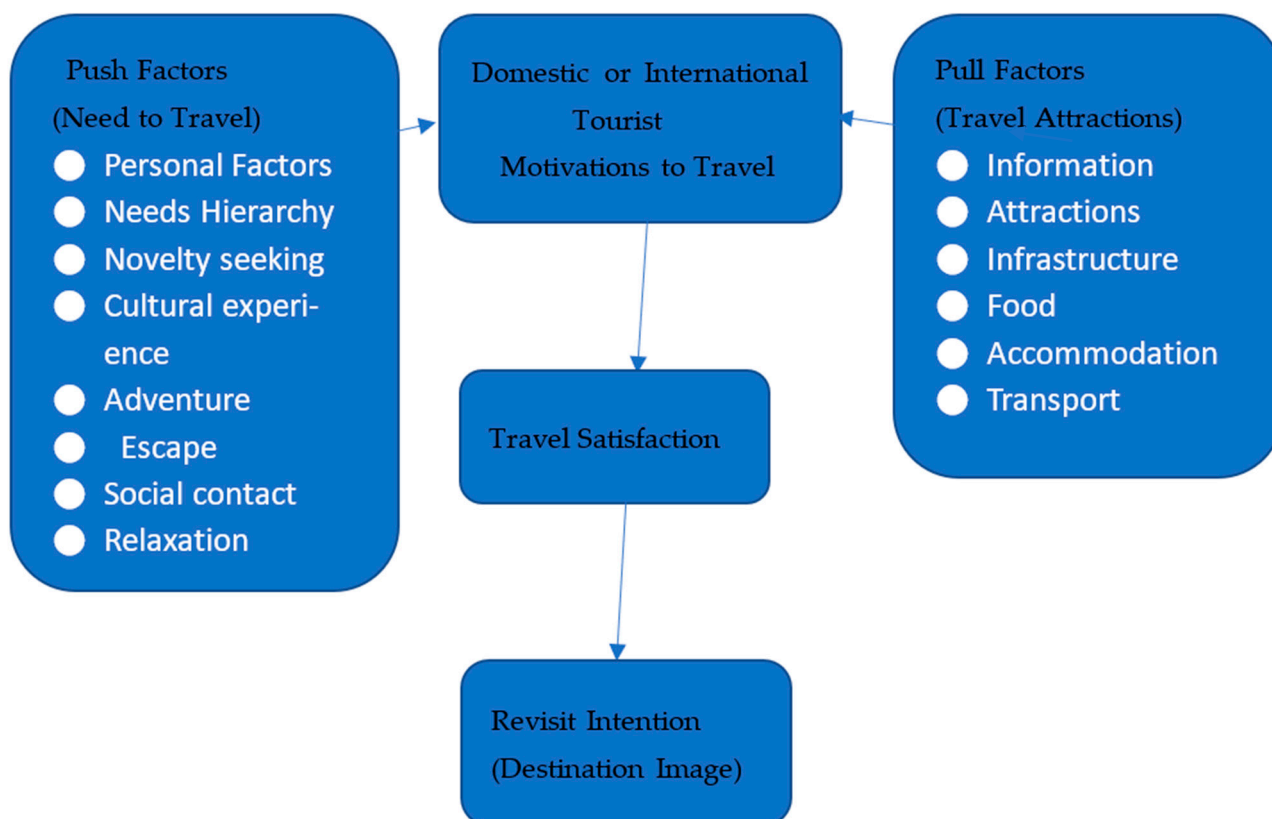 Push Factors
(Need to Travel)
Personal Factors
Needs Hierarchy
Novelty seeking
Cultural experi-
ence
Adventure
Escape
Social contact
Relaxation
Domestic or International
Tourist
Motivations to Travel
Pull Factors
(Travel Attractions)
Information
Attractions
Infrastructure
Food
Accommodation
Transport
Travel Satisfaction
Revisit Intention
(Destination Image)